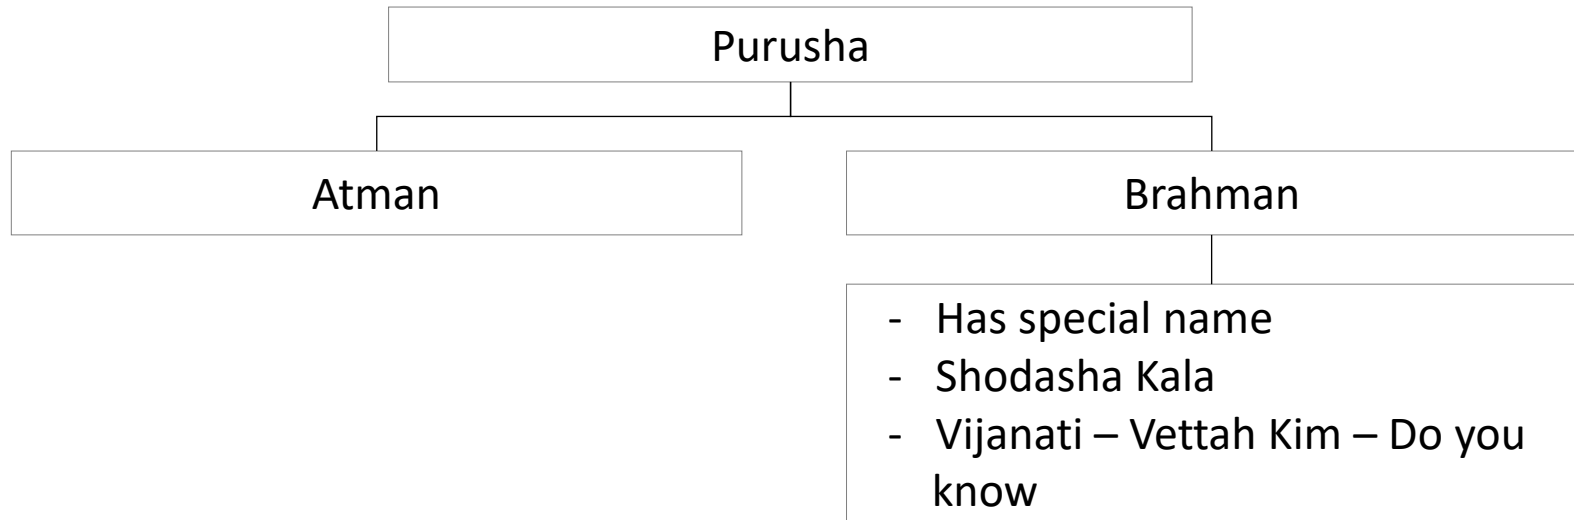 Purusha
Atman
Brahman
- Has special name
- Shodasha Kala
- Vijanati – Vettah Kim – Do you
know